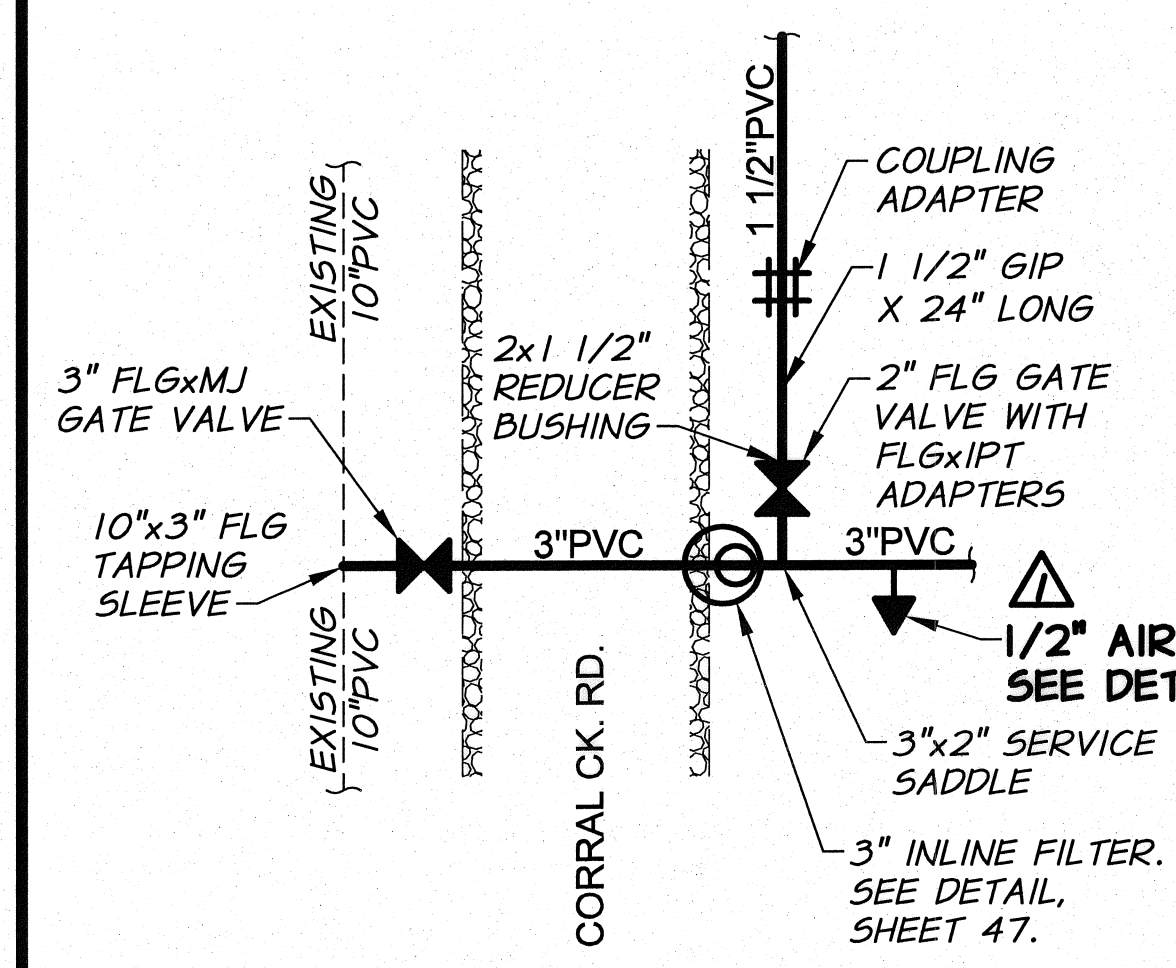 1 1/2"PVC
COUPLING
ADAPTER
EXISTING
10"PVC
1 1/2" GIP
X 24" LONG
2x1 1/2"
REDUCER
BUSHING
3" FLGxMJ
GATE VALVE
2" FLG GATE
VALVE WITH
FLGxIPT
ADAPTERS
10"x3" FLG
TAPPING
SLEEVE
3"PVC
3"PVC
1
1/2" AIR
SEE DET
EXISTING
10"PVC
CORRAL CK. RD.
3"x2" SERVICE
SADDLE
3" INLINE FILTER.
SEE DETAIL,
SHEET 47.